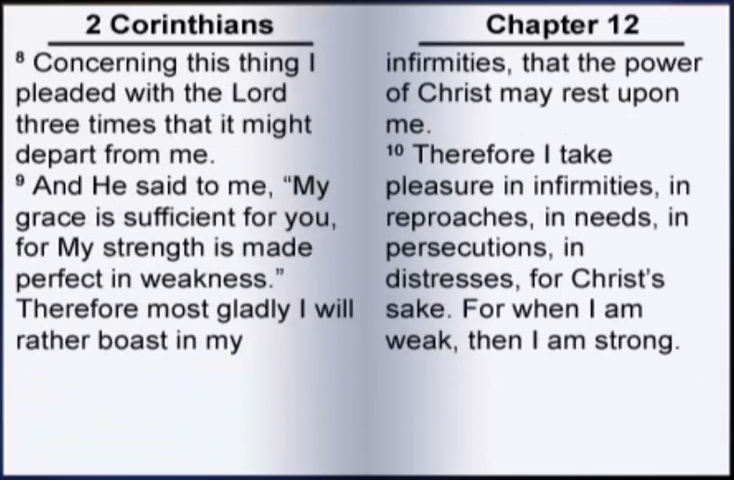 2 Corinthians
⁸ Concerning this thing I
pleaded with the Lord
three times that it might
depart from me.
⁹ And He said to me, “My
grace is sufficient for you,
for My strength is made
perfect in weakness.”
Therefore most gladly I will
rather boast in my
Chapter 12
infirmities, that the power
of Christ may rest upon
me.
¹⁰ Therefore I take
pleasure in infirmities, in
reproaches, in needs, in
persecutions, in
distresses, for Christ's
sake. For when I am
weak, then I am strong.